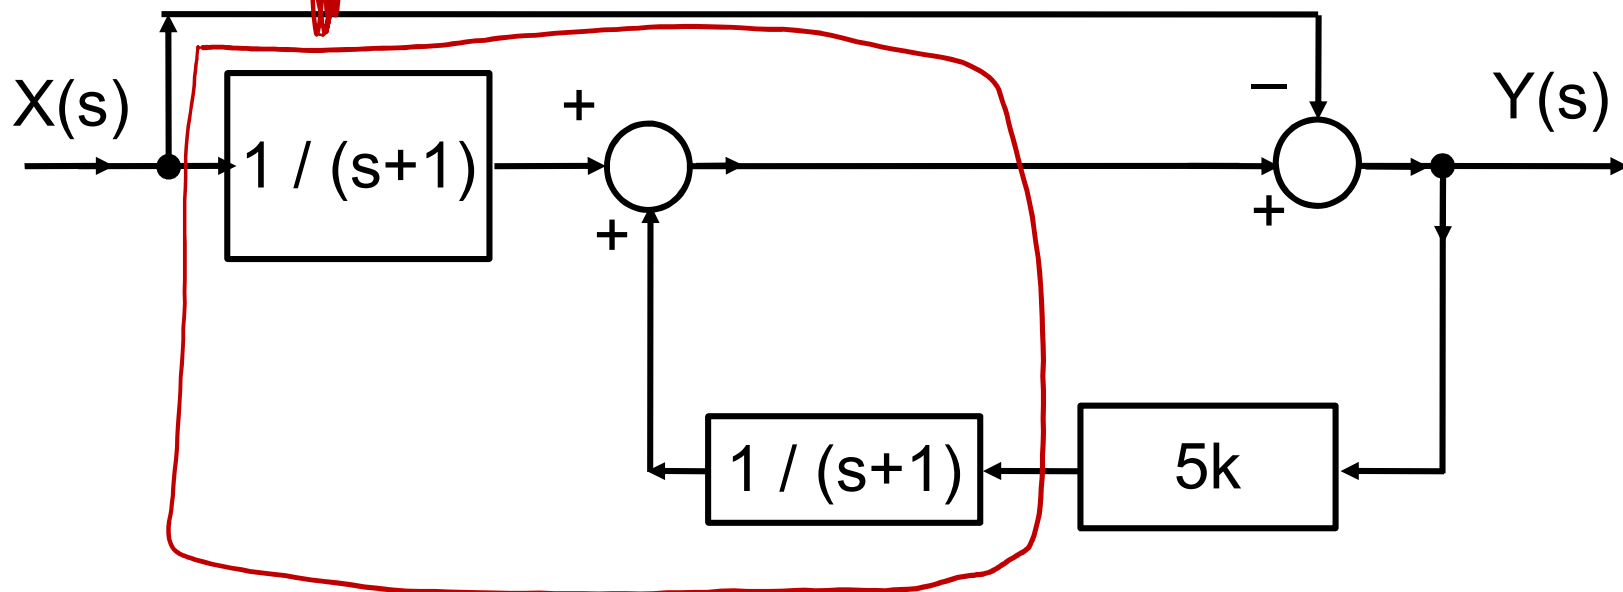 X(s)
1 / (s+1)
+
+
−
+
Y(s)
1 / (s+1)
5k